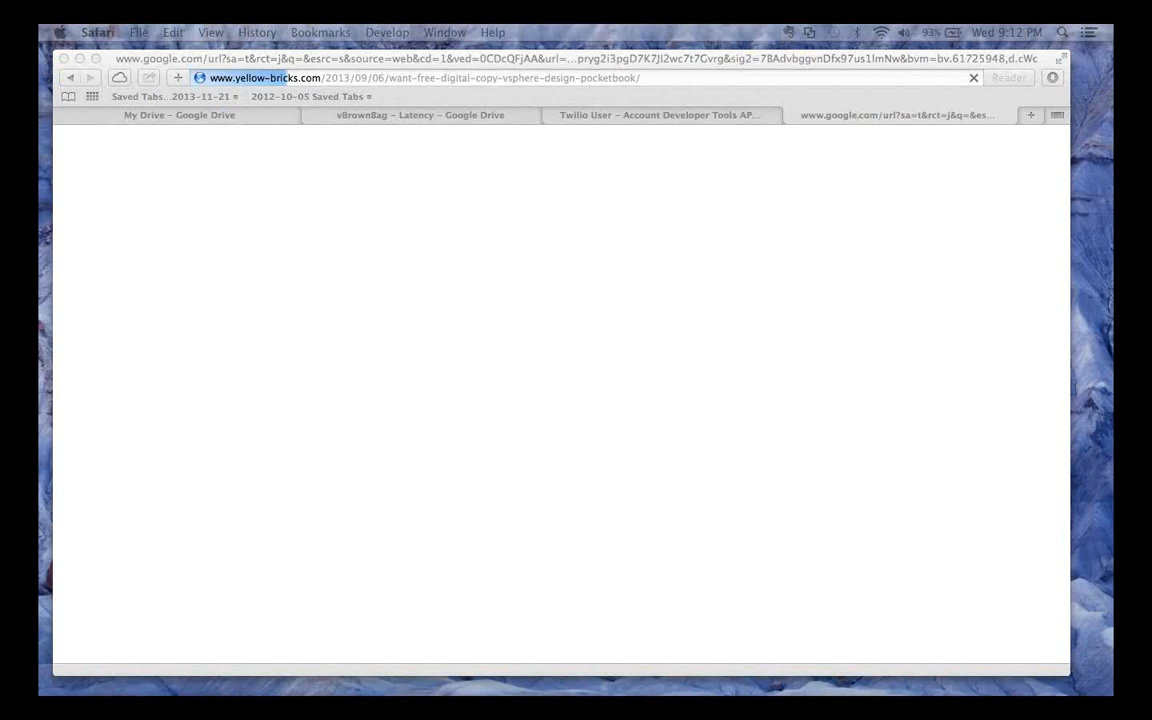 Safari File Edit View History Bookmarks Develop Window Help 93% Wed 9:12 PM
www.google.com/url?sa=t&rct=j&q=&esrc=s&source=web&cd=1&ved=0CDcQFjAA&url=...pryg2i3pgD7K7Jl2wc7t7Gvrg&sig2=78AdvbggvnDfx97us1lmNw&bvm=bv.61725948,d.cWc
www.yellow-bricks.com/2013/09/06/want-free-digital-copy-vsphere-design-pocketbook/ Reader
Saved Tabs...2013-11-21 2012-10-05 Saved Tabs
My Drive - Google Drive vBrownBag - Latency - Google Drive Twilio User - Account Developer Tools AP... www.google.com/url?sa=t&rct=j&q=&es...